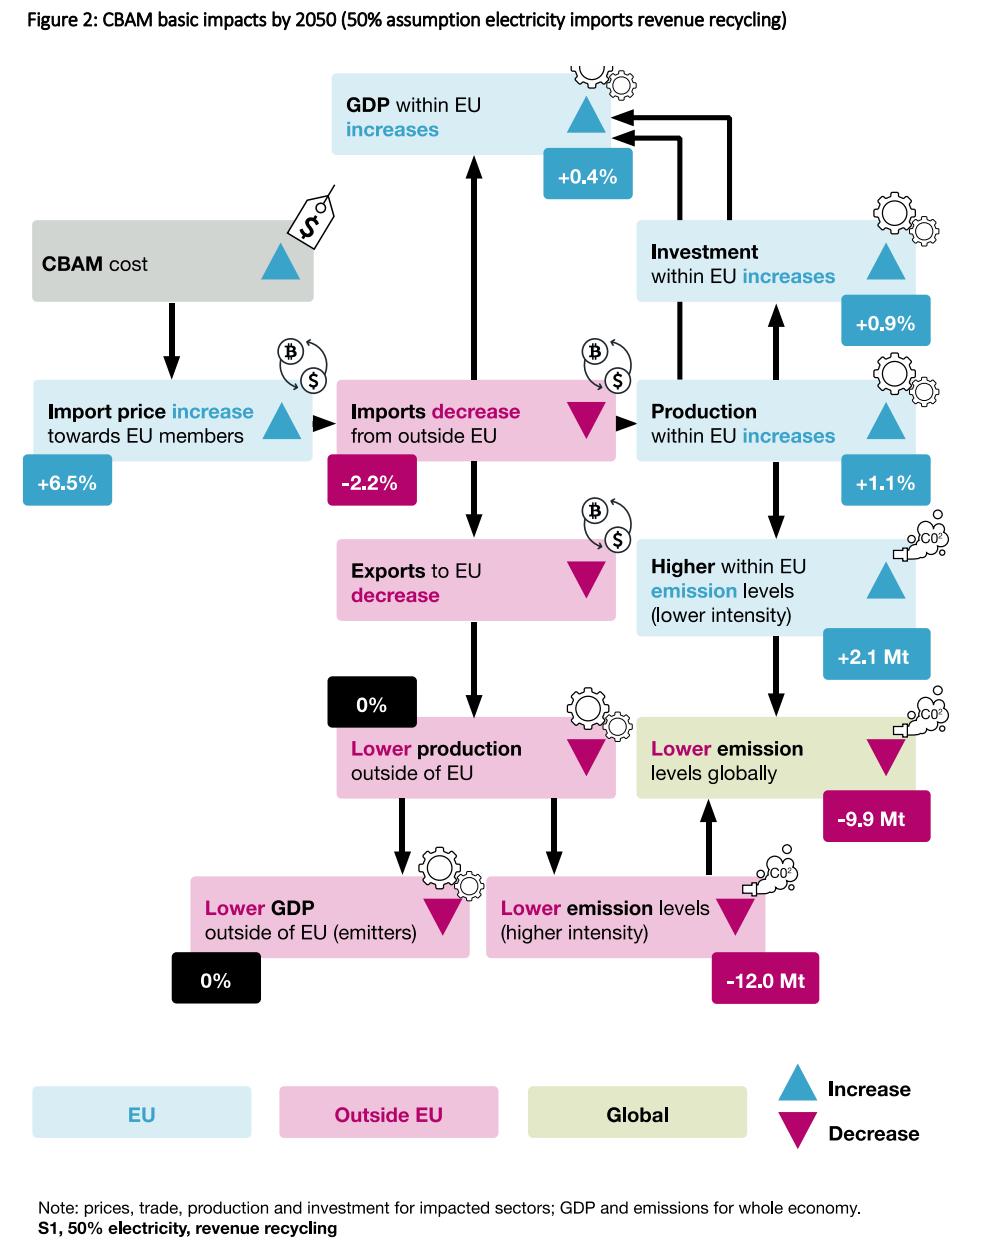 Figure 2: CBAM basic impacts by 2050 (50% assumption electricity imports revenue recycling)
GDP within EU
increases
+0.4%
CBAM cost
$
Investment
within EU increases
+0.9%
Import price increase
towards EU members
+6.5%
B
$
Imports decrease
from outside EU
-2.2%
B
$
Production
within EU increases
+1.1%
Exports to EU
decrease
B
$
Higher within EU
emission levels
(lower intensity)
+2.1 Mt
CO²
0%
Lower production
outside of EU
Lower emission
levels globally
-9.9 Mt
CO²
Lower GDP
outside of EU (emitters)
0%
Lower emission levels
(higher intensity)
-12.0 Mt
CO²
EU
Outside EU
Global
Increase
Decrease
Note: prices, trade, production and investment for impacted sectors; GDP and emissions for whole economy.
S1, 50% electricity, revenue recycling